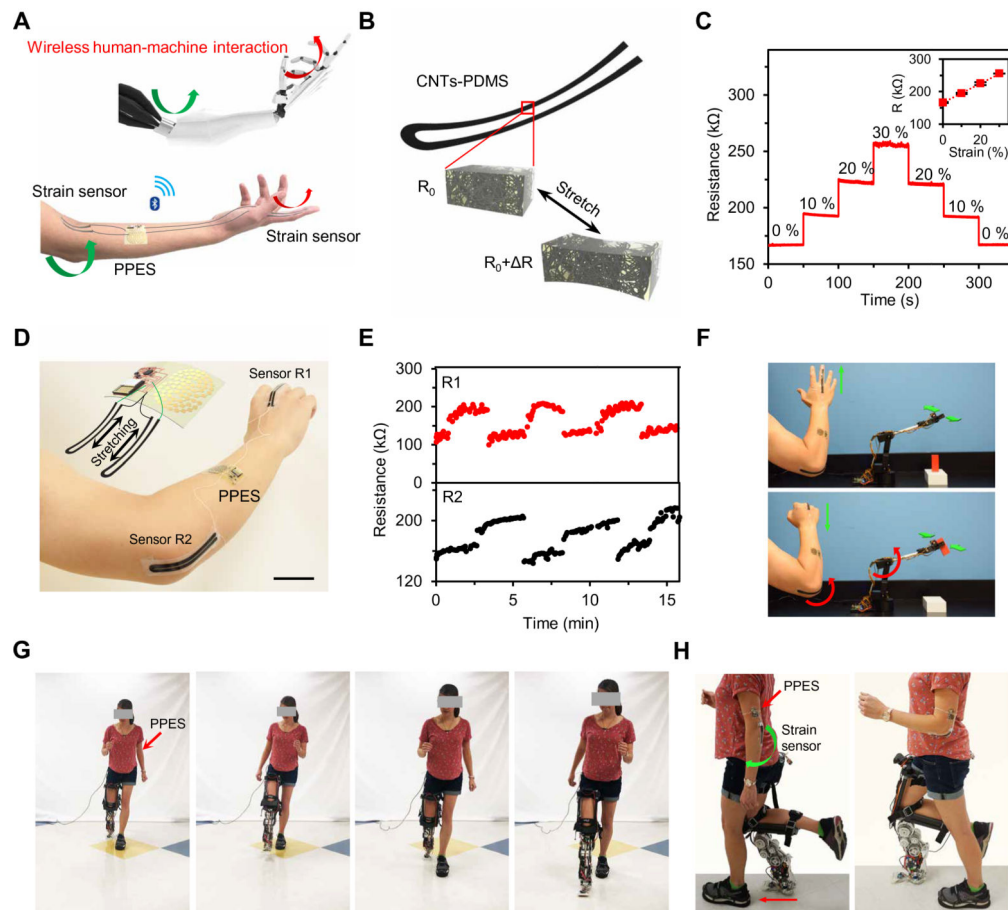 A
Wireless human-machine interaction
Strain sensor
PPES
Strain sensor
B
CNTs-PDMS
R₀
Stretch
R₀+ΔR
C
Resistance (kΩ)
350
300
250
200
150
0 %
10 %
20 %
30 %
20 %
10 %
0 %
0
100
200
300
Time (s)
R (kΩ)
300
200
100
0
20
Strain (%)
D
Sensor R1
Stretching
PPES
Sensor R2
E
Resistance (kΩ)
R1
300
200
100
0
R2
200
120
0
5
10
15
Time (min)
F
G
PPES
H
PPES
Strain
sensor